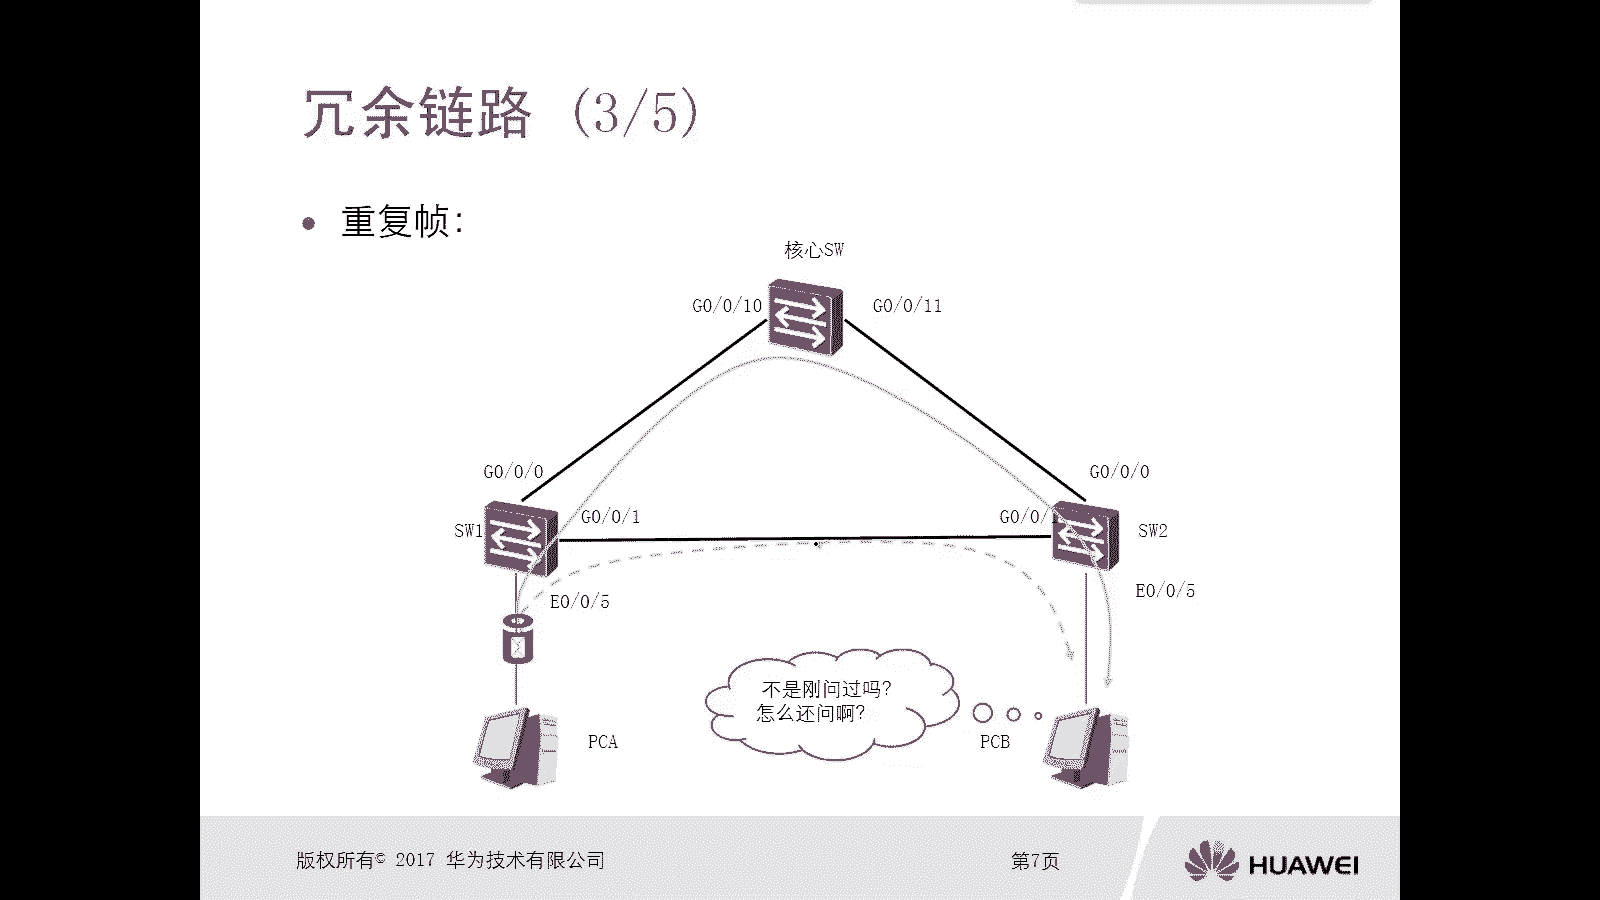 冗余链路 (3/5)
重复帧：
核心SW
G0/0/10
G0/0/11
G0/0/0
G0/0/0
SW1
G0/0/1
G0/0/1
SW2
E0/0/5
E0/0/5
不是刚问过吗？
怎么还问啊？
PCA
PCB
版权所有© 2017 华为技术有限公司
第7页
HUAWEI